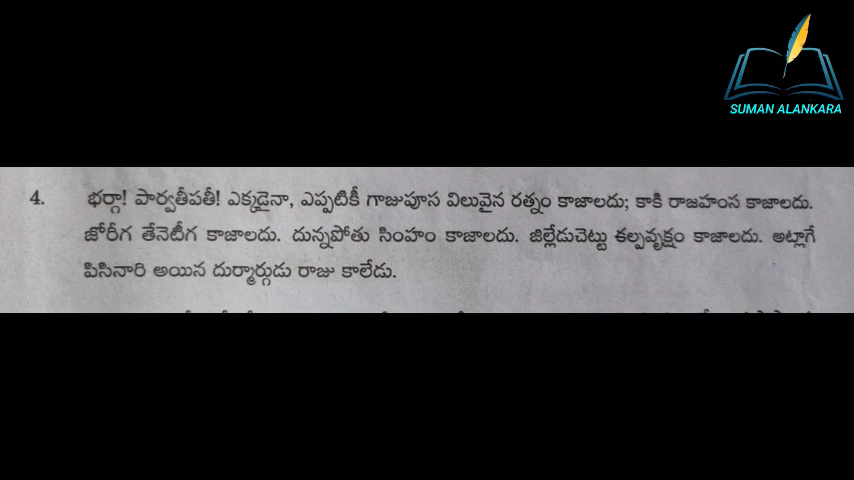 SUMAN ALANKARA
4. భర్గా! పార్వతీపతీ! ఎక్కడైనా, ఎప్పటికీ గాజుపూస విలువైన రత్నం కాజాలదు; కాకి రాజహంస కాజాలదు.
జోరీగ తేనెటీగ కాజాలదు. దున్నపోతు సింహం కాజాలదు. జిల్లేడుచెట్టు కల్పవృక్షం కాజాలదు. అట్లాగే
పిసినారి అయిన దుర్మార్గుడు రాజు కాలేడు.